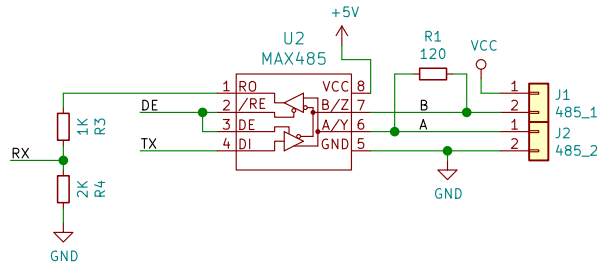 +5V
U2
MAX485
R1
120
VCC
1 RO VCC 8
DE 2 /RE B/Z 7 B
3 DE A/Y 6 A
TX 4 DI GND 5
1K R3
RX
2K R4
GND
GND
1 J1
2 485_1
1 J2
2 485_2